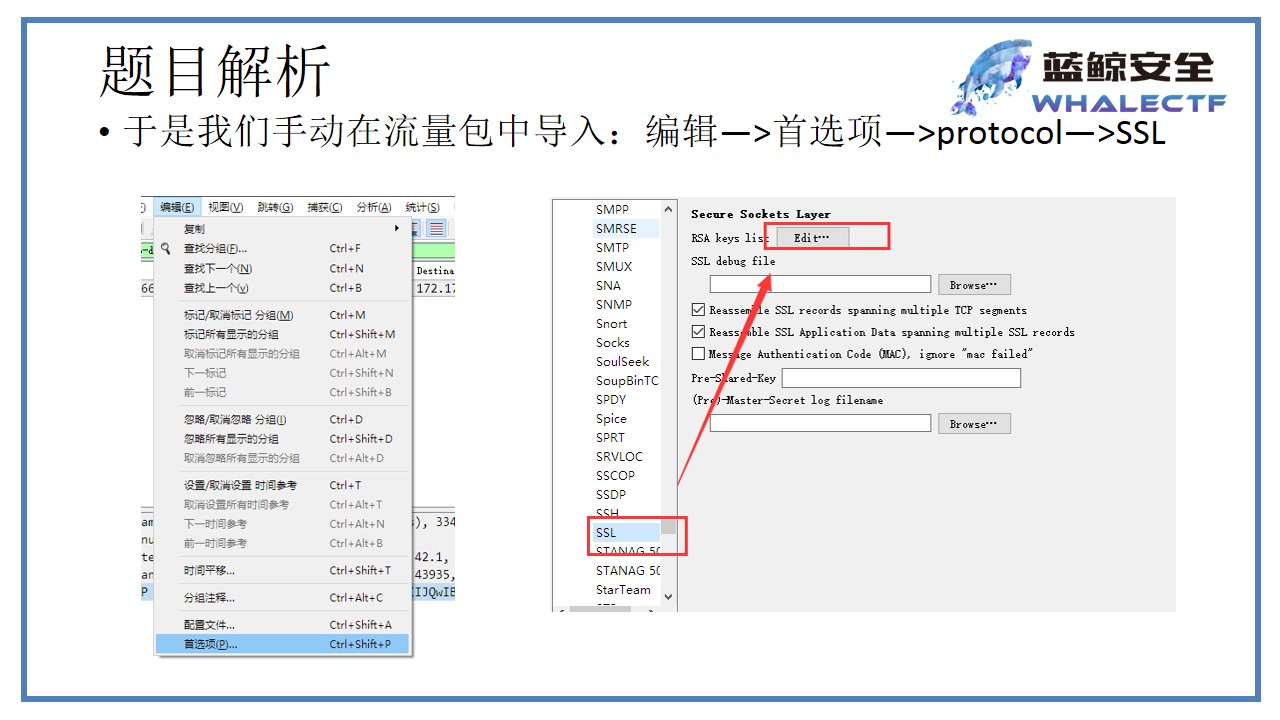 题目解析
蓝鲸安全
WHALECTF
• 于是我们手动在流量包中导入：编辑—>首选项—>protocol—>SSL
编辑(E) 视图(V) 跳转(G) 捕获(C) 分析(A) 统计(S)
复制
查找分组(F)... Ctrl+F
查找下一个(N) Ctrl+N
Destina
查找上一个(v) Ctrl+B
66
172.17
标记/取消标记 分组(M) Ctrl+M
标记所有显示的分组 Ctrl+Shift+M
取消标记所有显示的分组 Ctrl+Alt+M
下一标记 Ctrl+Shift+N
前一标记 Ctrl+Shift+B
忽略/取消忽略 分组(I) Ctrl+D
忽略所有显示的分组 Ctrl+Shift+D
取消忽略所有显示的分组 Ctrl+Alt+D
设置/取消设置 时间参考 Ctrl+T
取消设置所有时间参考 Ctrl+Alt+T
am 下一时间参考 Ctrl+Alt+N s), 334
nu 前一时间参考 Ctrl+Alt+B
te 42.1,
an 时间平移... Ctrl+Shift+T 43935,
P IJQwIE
分组注释... Ctrl+Alt+C
配置文件... Ctrl+Shift+A
首选项(P)... Ctrl+Shift+P
SMPP
SMRSE
SMTP
SMUX
SNA
SNMP
Snort
Socks
SoulSeek
SoupBinTC
SPDY
Spice
SPRT
SRVLOC
SSCOP
SSDP
SSH
SSL
STANAG 50
STANAG 50
StarTeam
Secure Sockets Layer
RSA keys list Edit…
SSL debug file
Browse…
Reassemble SSL records spanning multiple TCP segments
Reassemble SSL Application Data spanning multiple SSL records
Message Authentication Code (MAC), ignore "mac failed"
Pre-Shared-Key
(Pre)-Master-Secret log filename
Browse…